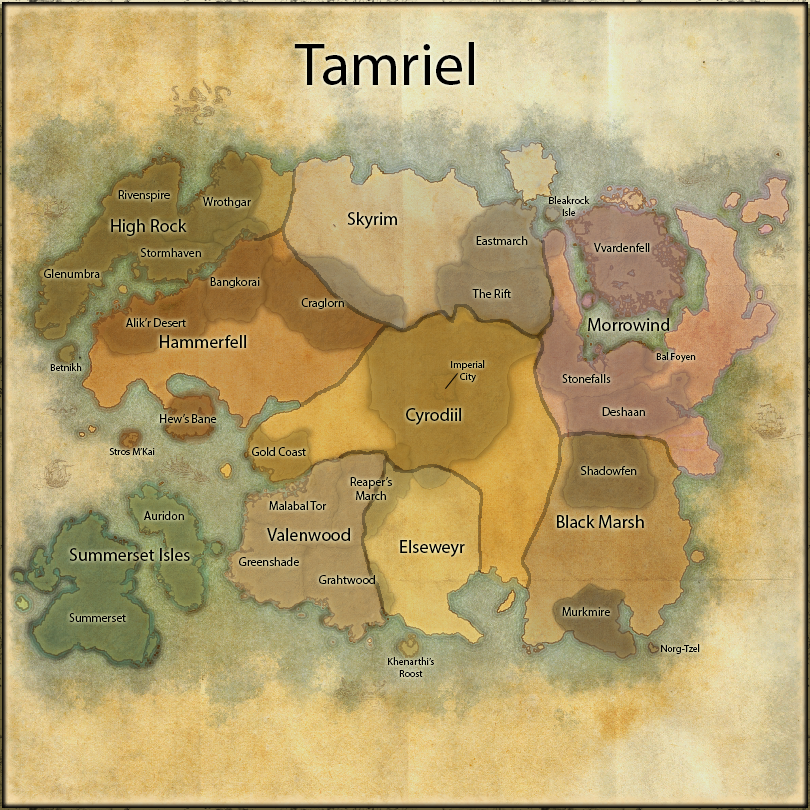 Tamriel
Rivenspire
Wrothgar
Bleakrock
Isle
High Rock
Skyrim
Eastmarch
Vvardenfell
Stormhaven
Glenumbra
Bangkorai
The Rift
Craglorn
Alik'r Desert
Morrowind
Hammerfell
Betnikh
Bal Foyen
Imperial
City
Stonefalls
Hew's Bane
Cyrodiil
Deshaan
Stros M'Kai
Gold Coast
Shadowfen
Reaper's
March
Malabal Tor
Auridon
Black Marsh
Valenwood
Elseweyr
Summerset Isles
Greenshade
Grahtwood
Summerset
Murkmire
Norg-Tzel
Khenarthi's
Roost